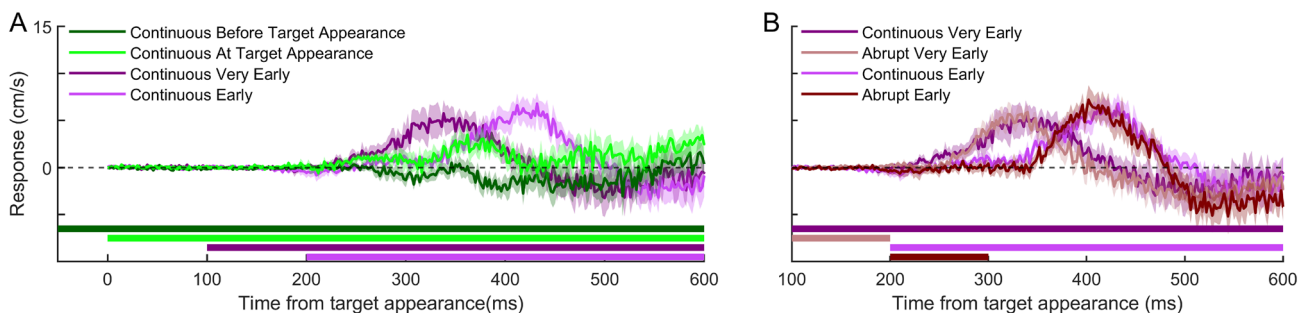 A
15
0
Response (cm/s)
Continuous Before Target Appearance
Continuous At Target Appearance
Continuous Very Early
Continuous Early
0 100 200 300 400 500 600
Time from target appearance(ms)
B
Continuous Very Early
Abrupt Very Early
Continuous Early
Abrupt Early
100 200 300 400 500 600
Time from target appearance (ms)